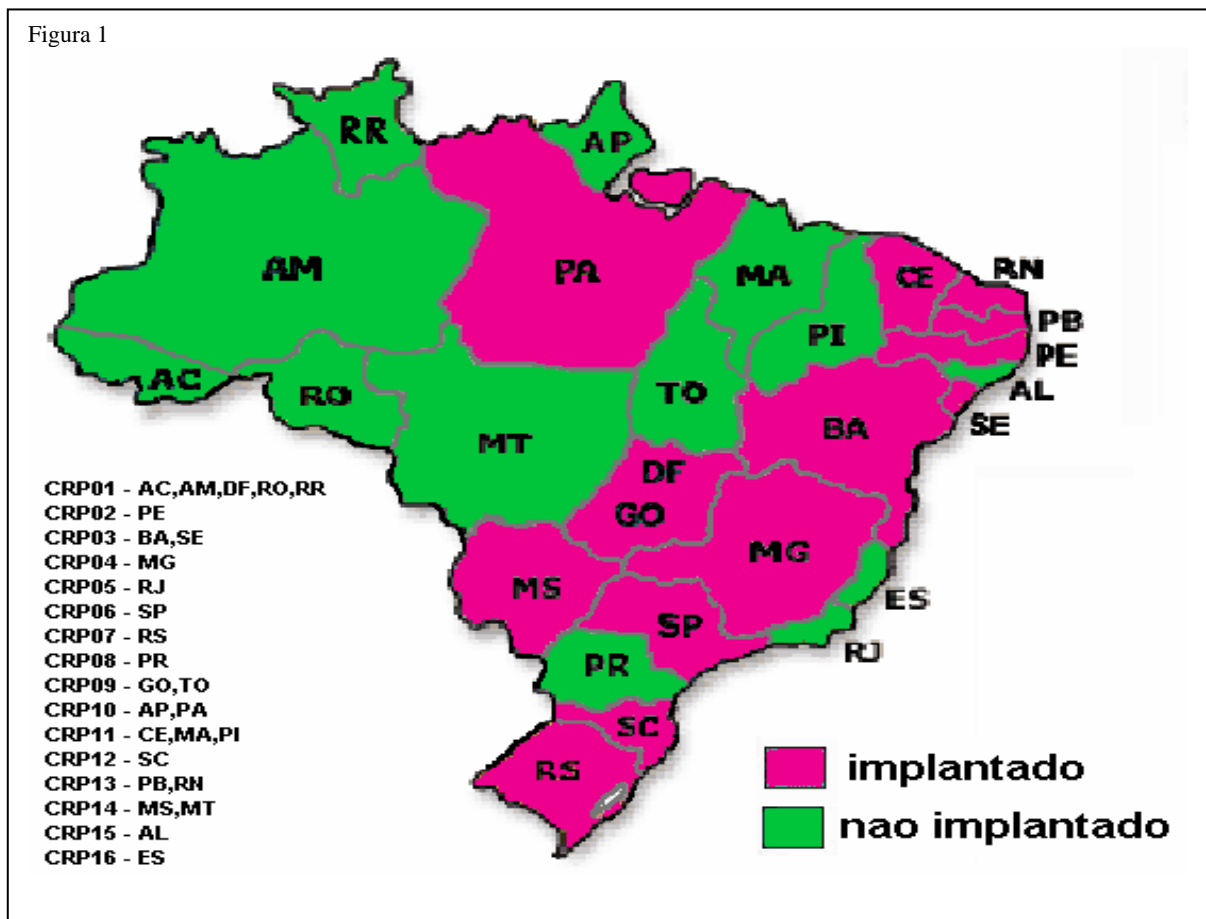 Figura 1
RR
AP
AM
PA
MA
CE
RN
PI
PB
PE
AC
RO
TO
AL
MT
BA
SE
DF
GO
MG
MS
ES
SP
RJ
PR
SC
RS
CRP01 - AC,AM,DF,RO,RR
CRP02 - PE
CRP03 - BA,SE
CRP04 - MG
CRP05 - RJ
CRP06 - SP
CRP07 - RS
CRP08 - PR
CRP09 - GO,TO
CRP10 - AP,PA
CRP11 - CE,MA,PI
CRP12 - SC
CRP13 - PB,RN
CRP14 - MS,MT
CRP15 - AL
CRP16 - ES
implantado
nao implantado